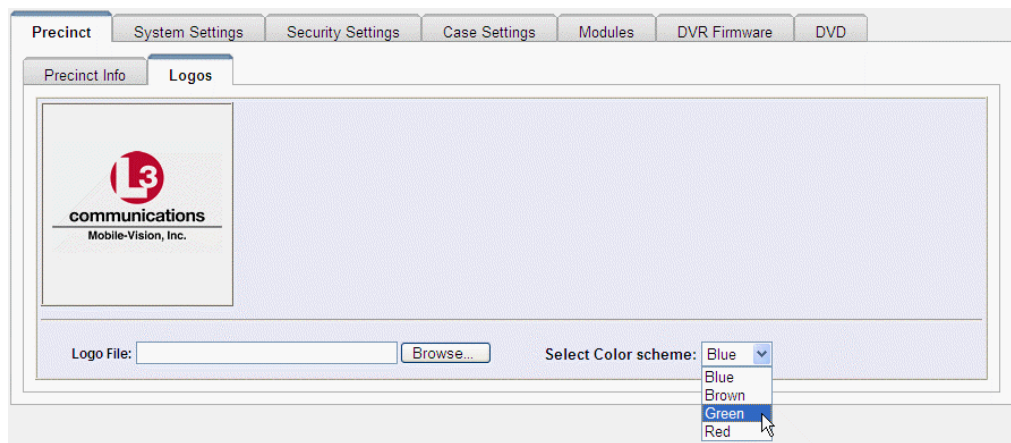 Precinct System Settings Security Settings Case Settings Modules DVR Firmware DVD
Precinct Info Logos
L3
communications
Mobile-Vision, Inc.
Logo File: Browse... Select Color scheme: Blue
Blue
Brown
Green
Red